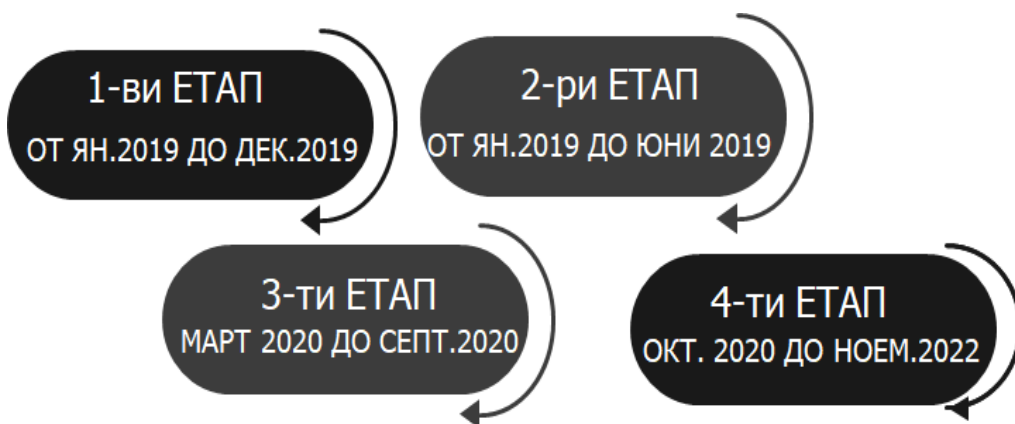 1-ви ЕТАП
ОТ ЯН.2019 ДО ДЕК.2019
2-ри ЕТАП
ОТ ЯН.2019 ДО ЮНИ 2019
3-ти ЕТАП
МАРТ 2020 ДО СЕПТ.2020
4-ти ЕТАП
ОКТ. 2020 ДО НОЕМ.2022